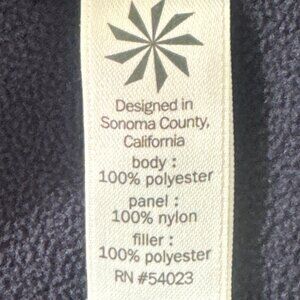 Designed in
Sonoma County,
California
body :
100% polyester
panel :
100% nylon
filler :
100% polyester
RN #54023